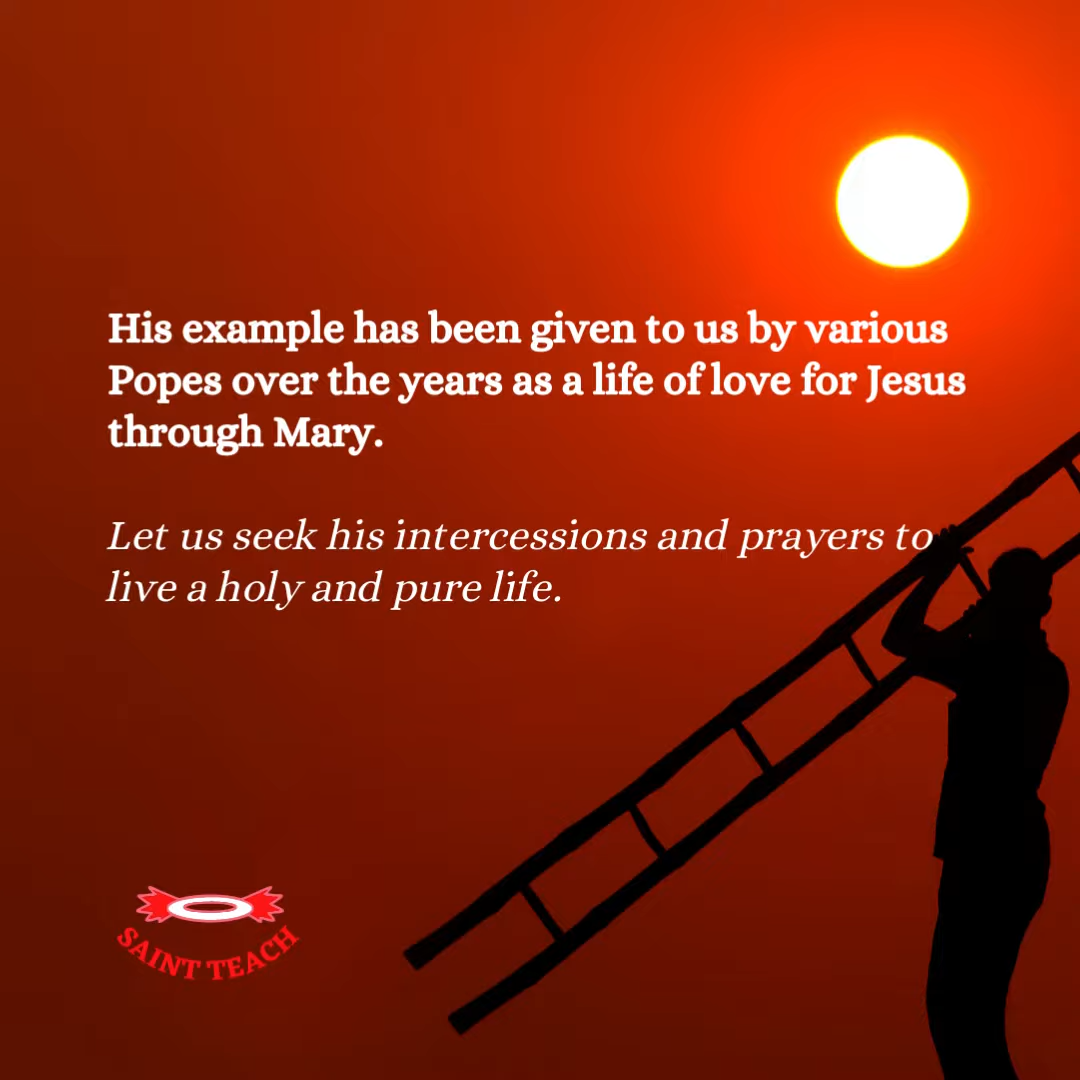 His example has been given to us by various
Popes over the years as a life of love for Jesus
through Mary.
Let us seek his intercessions and prayers to
live a holy and pure life.
SAINT TEACH